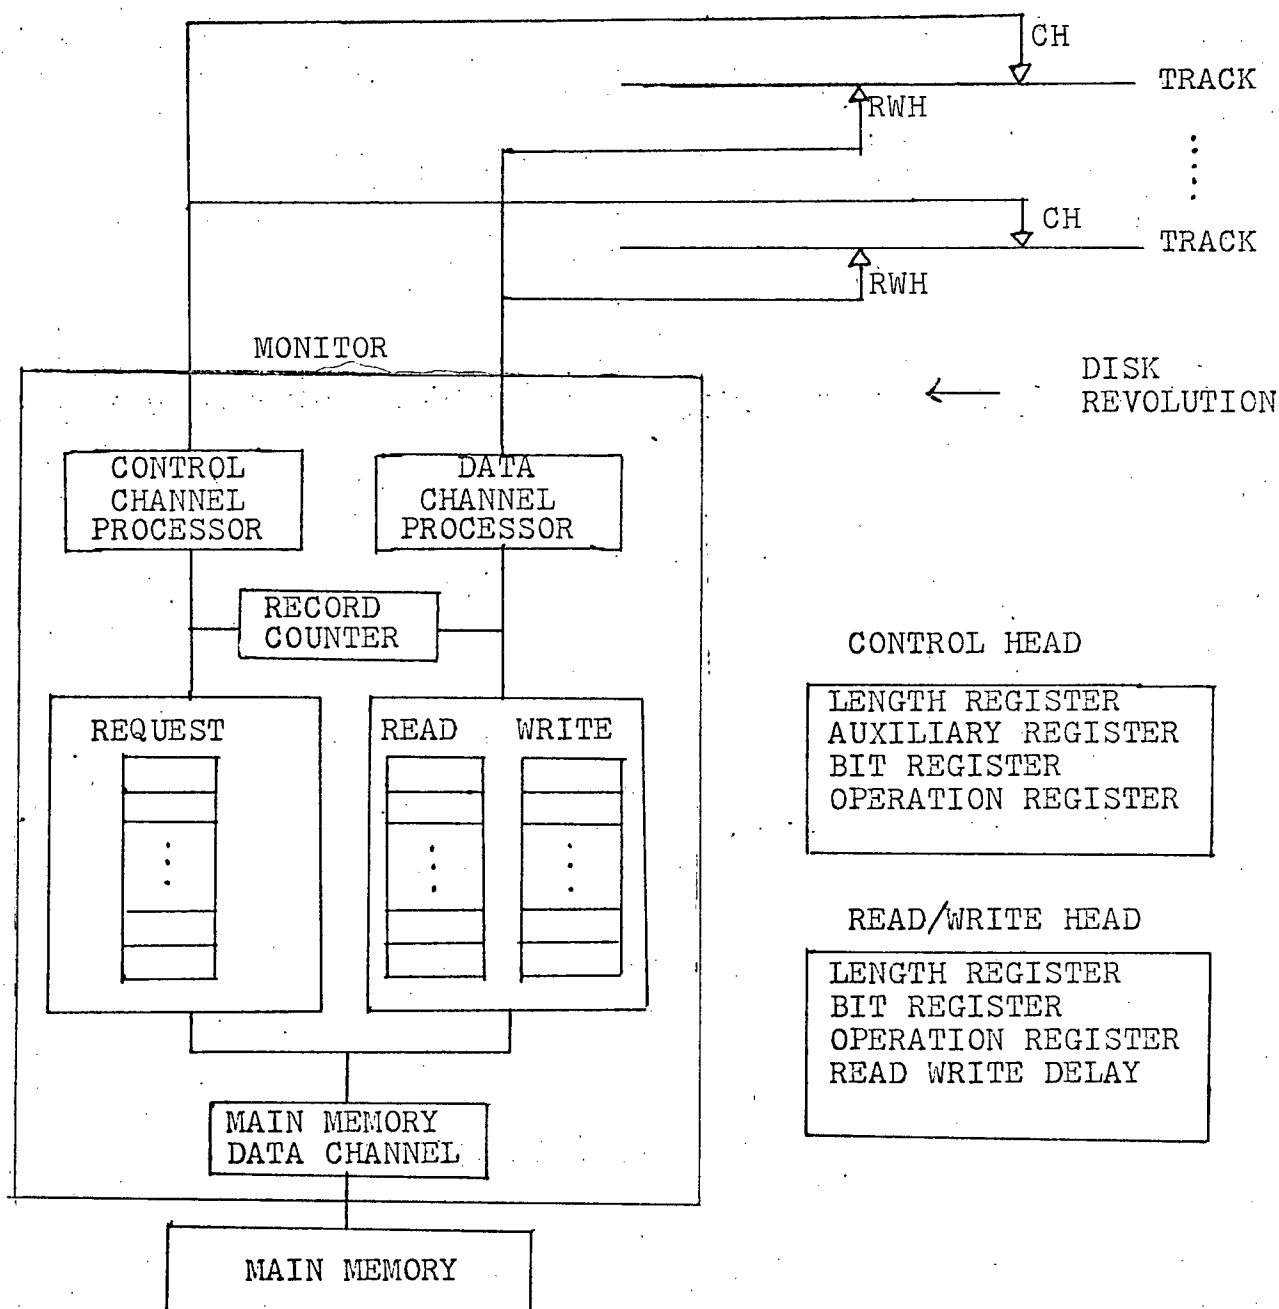 CH
TRACK
RWH
CH
TRACK
RWH
MONITOR
DISK
REVOLUTION
CONTROL
CHANNEL
PROCESSOR
DATA
CHANNEL
PROCESSOR
RECORD
COUNTER
CONTROL HEAD
LENGTH REGISTER
AUXILIARY REGISTER
BIT REGISTER
OPERATION REGISTER
REQUEST
READ
WRITE
READ/WRITE HEAD
LENGTH REGISTER
BIT REGISTER
OPERATION REGISTER
READ WRITE DELAY
MAIN MEMORY
DATA CHANNEL
MAIN MEMORY